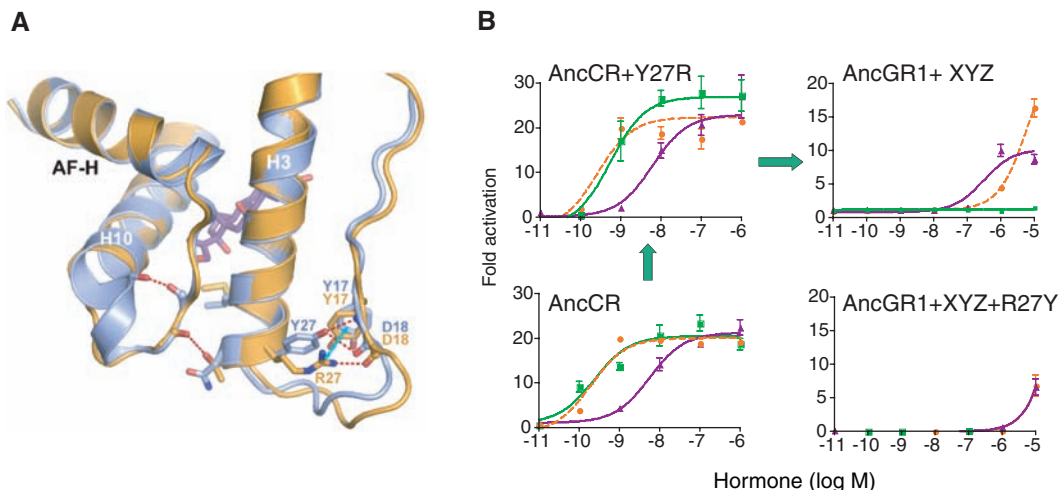 A
AF-H
H3
H10
Y17
Y17
Y27
D18
D18
R27
B
Fold activation
AncCR+Y27R
30
20
10
0
-11 -10 -9 -8 -7 -6
AncGR1+ XYZ
20
15
10
5
0
-11 -10 -9 -8 -7 -6 -5
AncCR
30
20
10
0
-11 -10 -9 -8 -7 -6
AncGR1+XYZ+R27Y
20
15
10
5
0
-11 -10 -9 -8 -7 -6 -5
Hormone (log M)